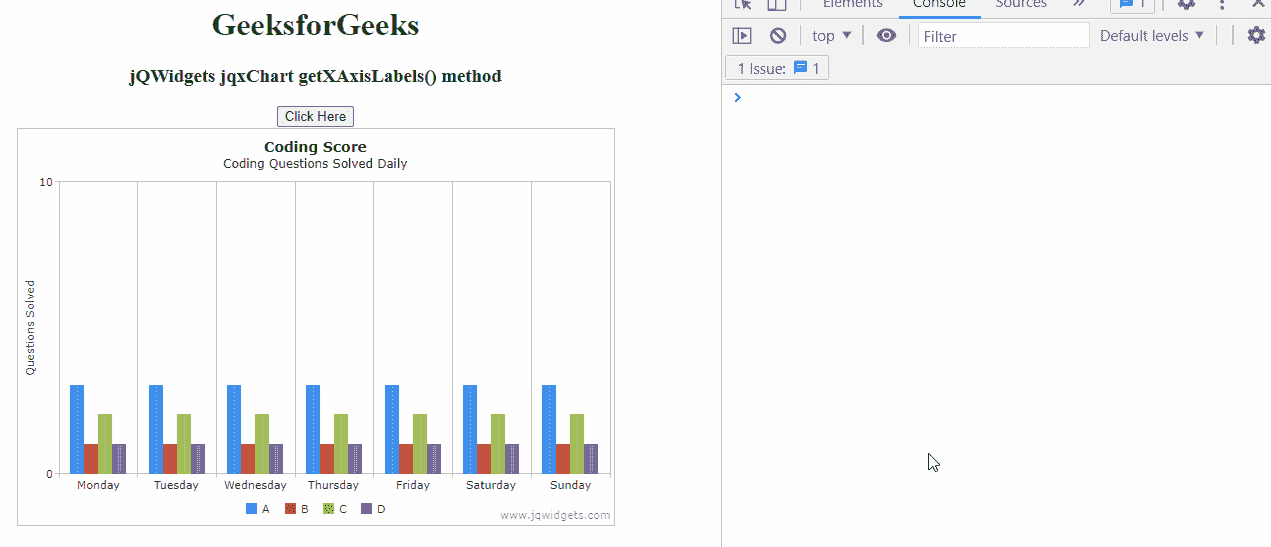 GeeksforGeeks
jQWidgets jqxChart getXAxisLabels() method
Click Here
Coding Score
Coding Questions Solved Daily
10
Questions Solved
0
Monday Tuesday Wednesday Thursday Friday Saturday Sunday
A B C D
www.jqwidgets.com
Elements Console Sources 1
top Filter Default levels
1 Issue: 1